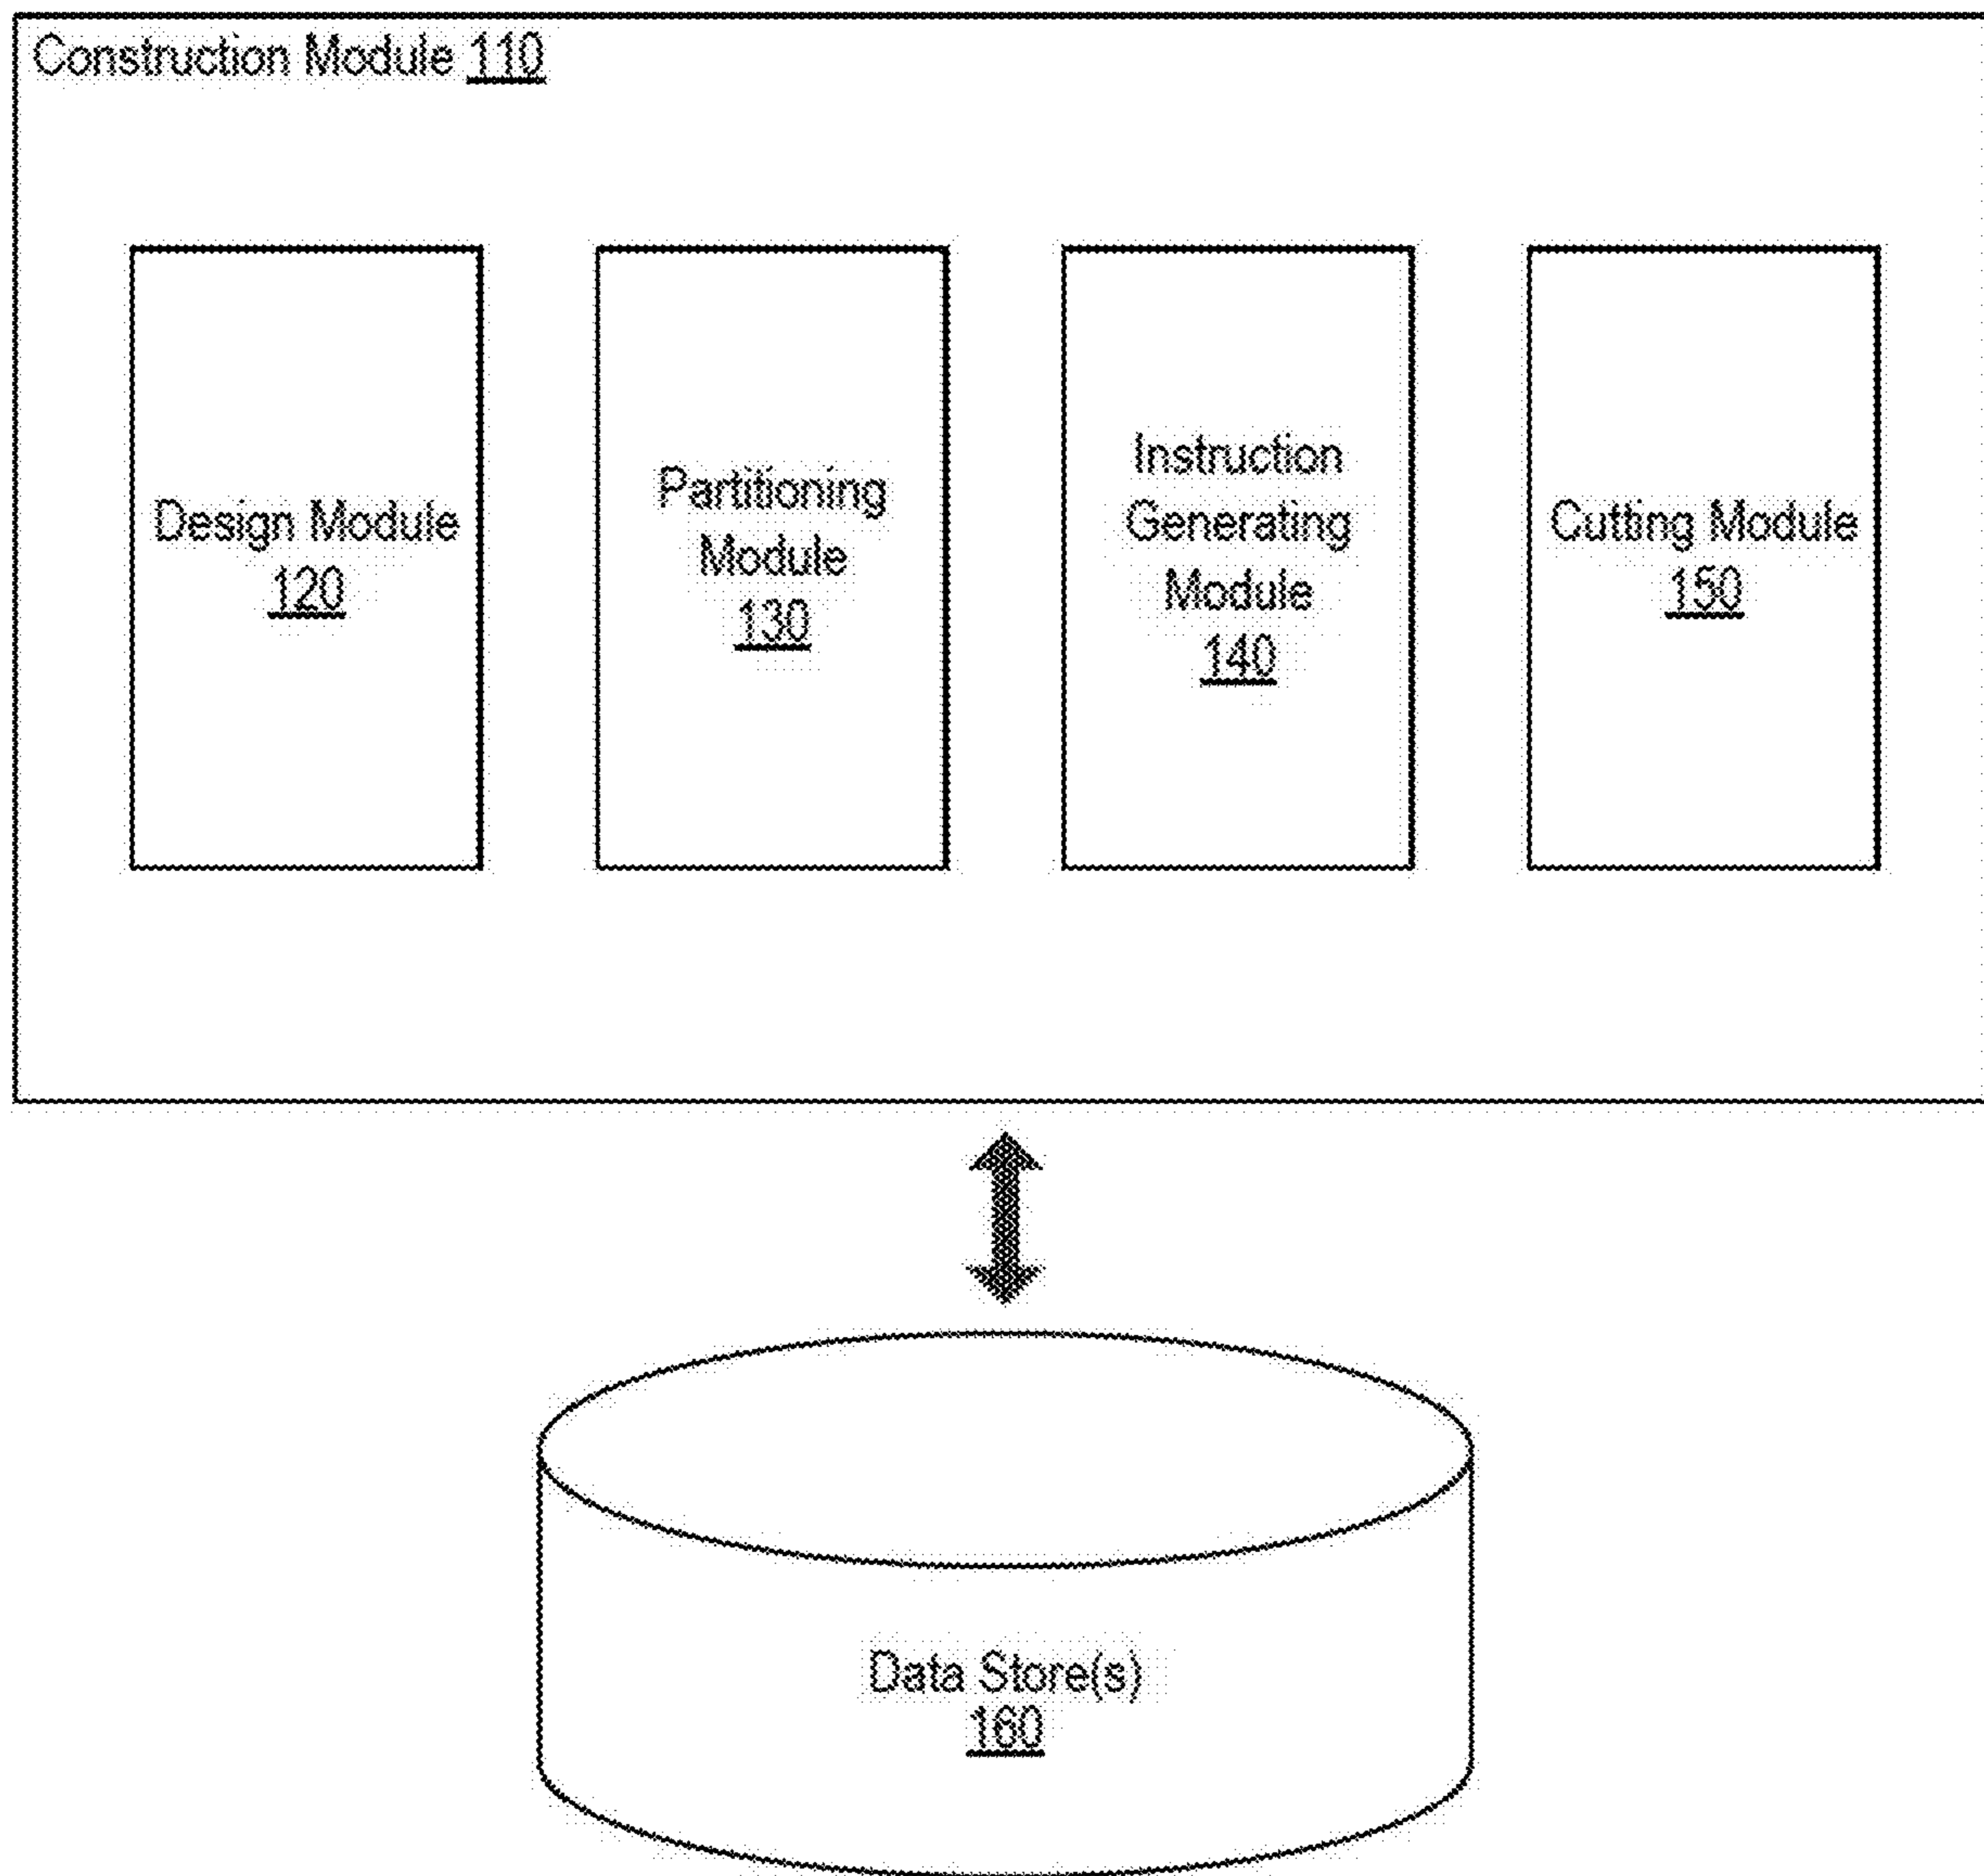 Construction Module 110
Design Module
120
Partitioning
Module
130
Instruction
Generating
Module
140
Cutting Module
150
Data Store(s)
160